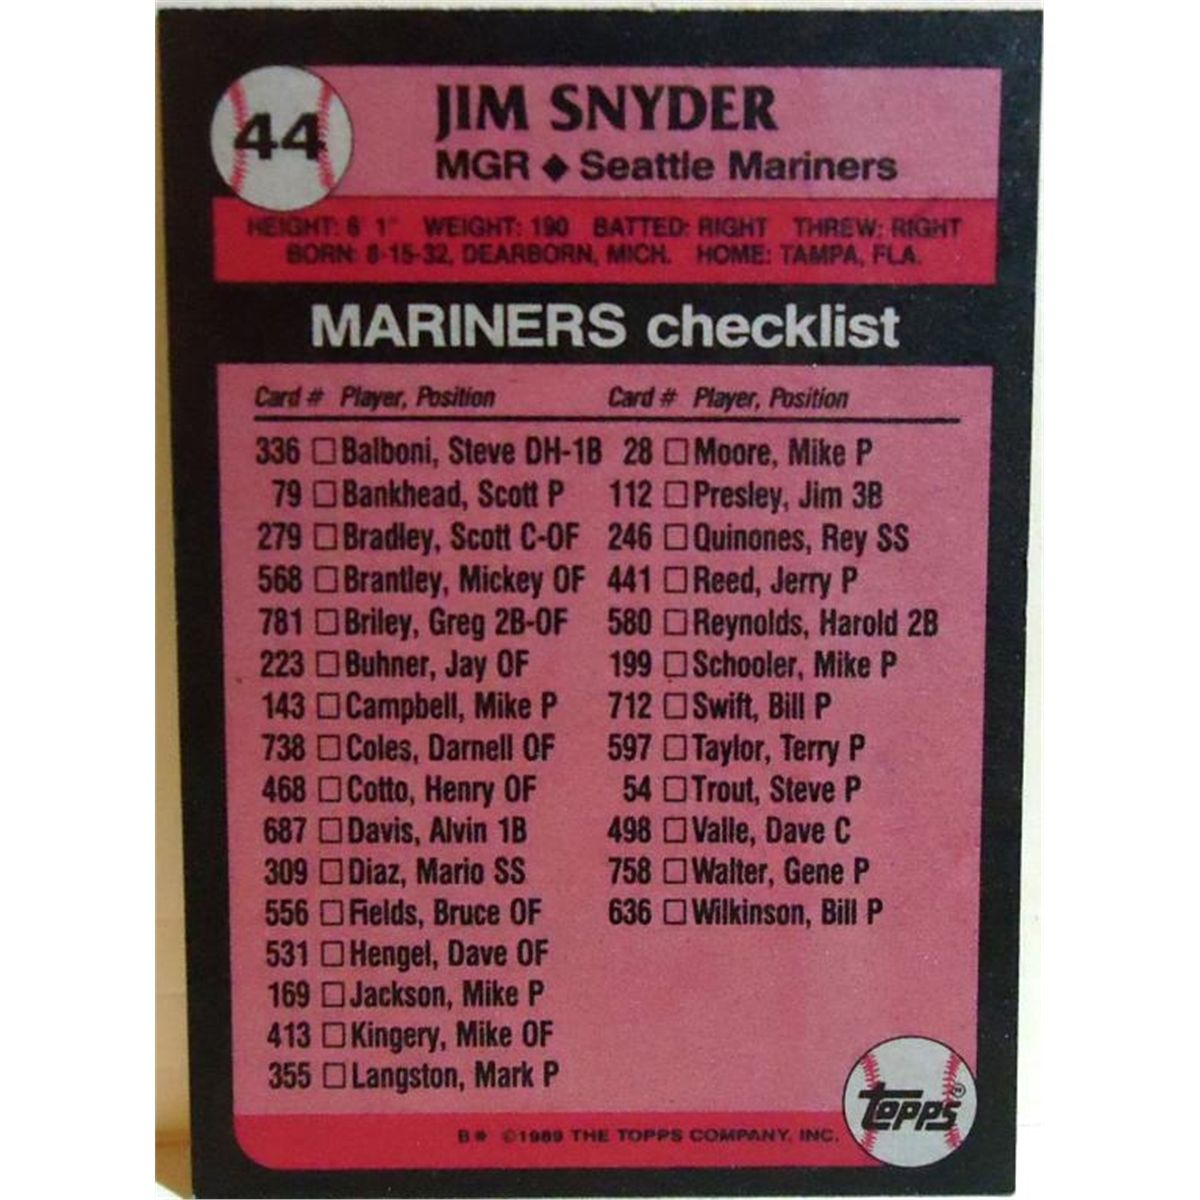 44
JIM SNYDER
MGR ◆ Seattle Mariners
HEIGHT: 6 1" WEIGHT: 190 BATTED: RIGHT THREW: RIGHT
BORN: 8-15-32, DEARBORN, MICH. HOME: TAMPA, FLA.
MARINERS checklist
Card # Player, Position
336 □ Balboni, Steve DH-1B
79 □ Bankhead, Scott P
279 □ Bradley, Scott C-OF
568 □ Brantley, Mickey OF
781 □ Briley, Greg 2B-OF
223 □ Buhner, Jay OF
143 □ Campbell, Mike P
738 □ Coles, Darnell OF
468 □ Cotto, Henry OF
687 □ Davis, Alvin 1B
309 □ Diaz, Mario SS
556 □ Fields, Bruce OF
531 □ Hengel, Dave OF
169 □ Jackson, Mike P
413 □ Kingery, Mike OF
355 □ Langston, Mark P
Card # Player, Position
28 □ Moore, Mike P
112 □ Presley, Jim 3B
246 □ Quinones, Rey SS
441 □ Reed, Jerry P
580 □ Reynolds, Harold 2B
199 □ Schooler, Mike P
712 □ Swift, Bill P
597 □ Taylor, Terry P
54 □ Trout, Steve P
498 □ Valle, Dave C
758 □ Walter, Gene P
636 □ Wilkinson, Bill P
B* ©1989 THE TOPPS COMPANY, INC.
TOPPS